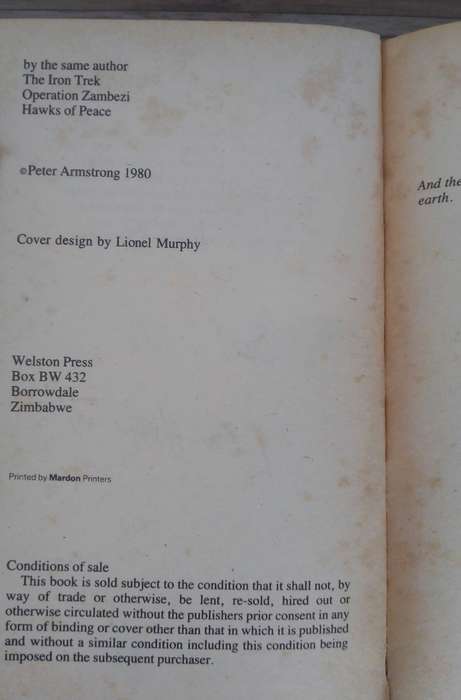 by the same author
The Iron Trek
Operation Zambezi
Hawks of Peace
©Peter Armstrong 1980
Cover design by Lionel Murphy
Welston Press
Box BW 432
Borrowdale
Zimbabwe
Printed by Mardon Printers
Conditions of sale
This book is sold subject to the condition that it shall not, by
way of trade or otherwise, be lent, re-sold, hired out or
otherwise circulated without the publishers prior consent in any
form of binding or cover other than that in which it is published
and without a similar condition including this condition being
imposed on the subsequent purchaser.
And the
earth.